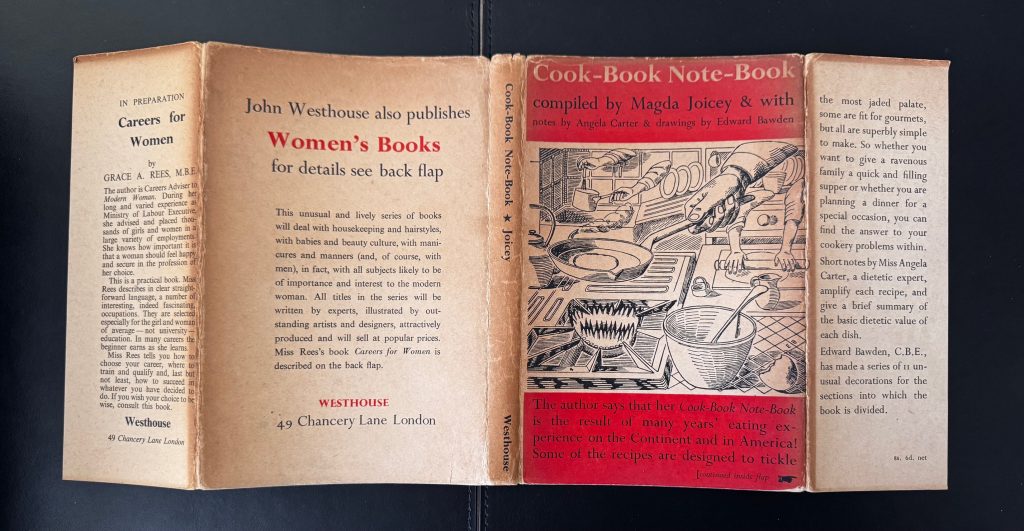 IN PREPARATION
Careers for
Women
by
GRACE A. REES, M.B.E
The author is Careers Adviser to
Modern Woman. During her
long and varied experience as
Ministry of Labour Executive,
she advised and placed thou-
sands of girls and women in a
large variety of employments.
She knows how important it is
that a woman should feel happy
and secure in the profession of
her choice.
This is a practical book. Miss
Rees describes in clear straight-
forward language, a number of
interesting, indeed fascinating,
occupations. They are selected
especially for the girl and woman
of average—not university—
education. In many careers the
beginner earns as she learns.
Miss Rees tells you how to
choose your career, where to
train and qualify and, last but
not least, how to succeed in
whatever you have decided to
do. If you wish your choice to be
wise, consult this book.
Westhouse
49 Chancery Lane London
John Westhouse also publishes
Women's Books
for details see back flap
This unusual and lively series of books
will deal with housekeeping and hairstyles,
with babies and beauty culture, with mani-
cures and manners (and, of course, with
men), in fact, with all subjects likely to be
of importance and interest to the modern
woman. All titles in the series will be
written by experts, illustrated by out-
standing artists and designers, attractively
produced and will sell at popular prices.
Miss Rees's book Careers for Women is
described on the back flap.
WESTHOUSE
49 Chancery Lane London
Cook-Book Note-Book ★ Joicey
Westhouse
Cook-Book Note-Book
compiled by Magda Joicey & with
notes by Angela Carter & drawings by Edward Bawden
The author says that her Cook-Book Note-Book
is the result of many years' eating ex-
perience on the Continent and in America!
Some of the recipes are designed to tickle
[continued inside flap
the most jaded palate,
some are fit for gourmets,
but all are superbly simple
to make. So whether you
want to give a ravenous
family a quick and filling
supper or whether you are
planning a dinner for a
special occasion, you can
find the answer to your
cookery problems within.
Short notes by Miss Angela
Carter, a dietetic expert,
amplify each recipe, and
give a brief summary of
the basic dietetic value of
each dish.
Edward Bawden, C.B.E.,
has made a series of 11 un-
usual decorations for the
sections into which the
book is divided.
8s. 6d. net